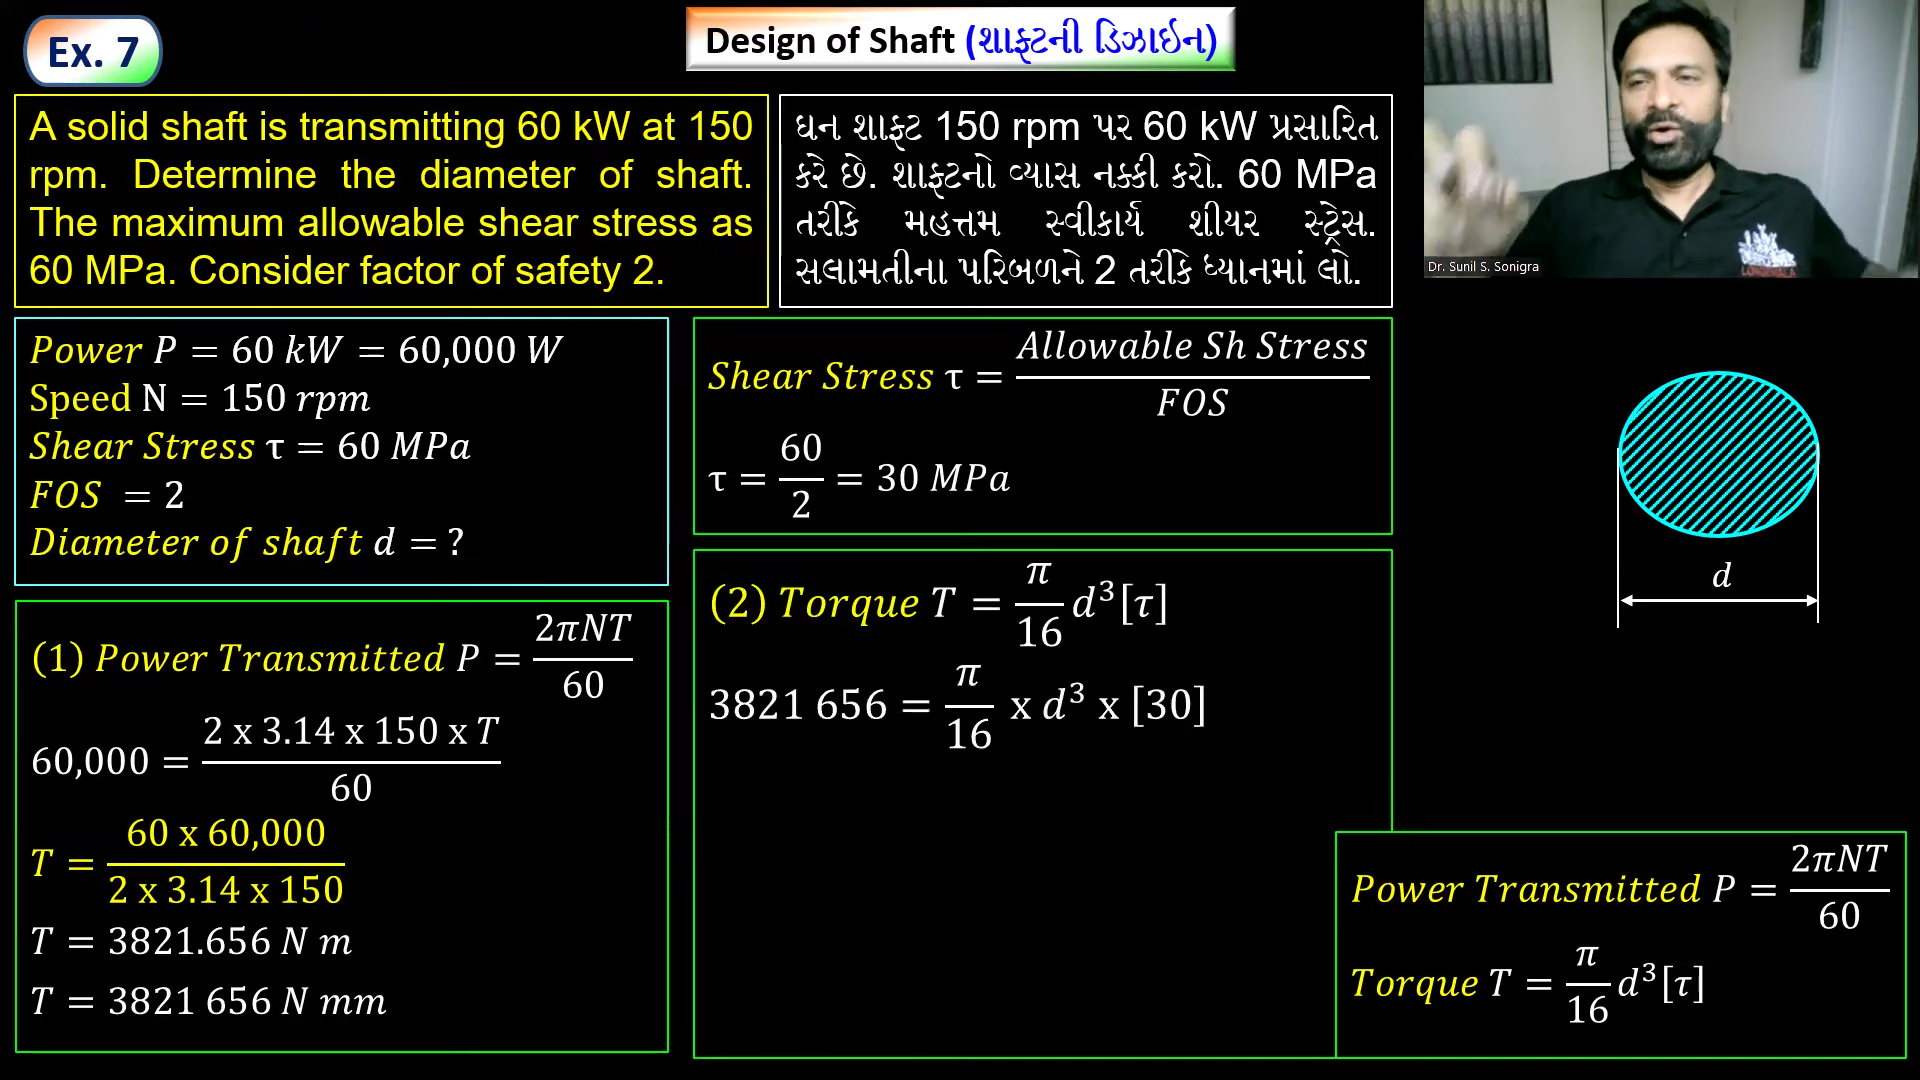 Ex. 7
Design of Shaft (શાફ્ટની ડિઝાઈન)
A solid shaft is transmitting 60 kW at 150
rpm. Determine the diameter of shaft.
The maximum allowable shear stress as
60 MPa. Consider factor of safety 2.
ઘન શાફ્ટ 150 rpm પર 60 kW પ્રસારિત
કરે છે. શાફ્ટનો વ્યાસ નક્કી કરો. 60 MPa
તરીકે મહત્તમ સ્વીકાર્ય શીયર સ્ટ્રેસ.
સલામતીના પરિબળને 2 તરીકે ધ્યાનમાં લો.
Dr. Sunil S. Sonigra
Power P = 60 kW = 60,000 W
Speed N = 150 rpm
Shear Stress τ = 60 MPa
FOS = 2
Diameter of shaft d = ?
Shear Stress τ = Allowable Sh Stress / FOS
τ = 60/2 = 30 MPa
d
(1) Power Transmitted P = 2πNT / 60
60,000 = 2 x 3.14 x 150 x T / 60
T = 60 x 60,000 / 2 x 3.14 x 150
T = 3821.656 N m
T = 3821 656 N mm
(2) Torque T = π/16 d³[τ]
3821 656 = π/16 x d³ x [30]
Power Transmitted P = 2πNT / 60
Torque T = π/16 d³[τ]